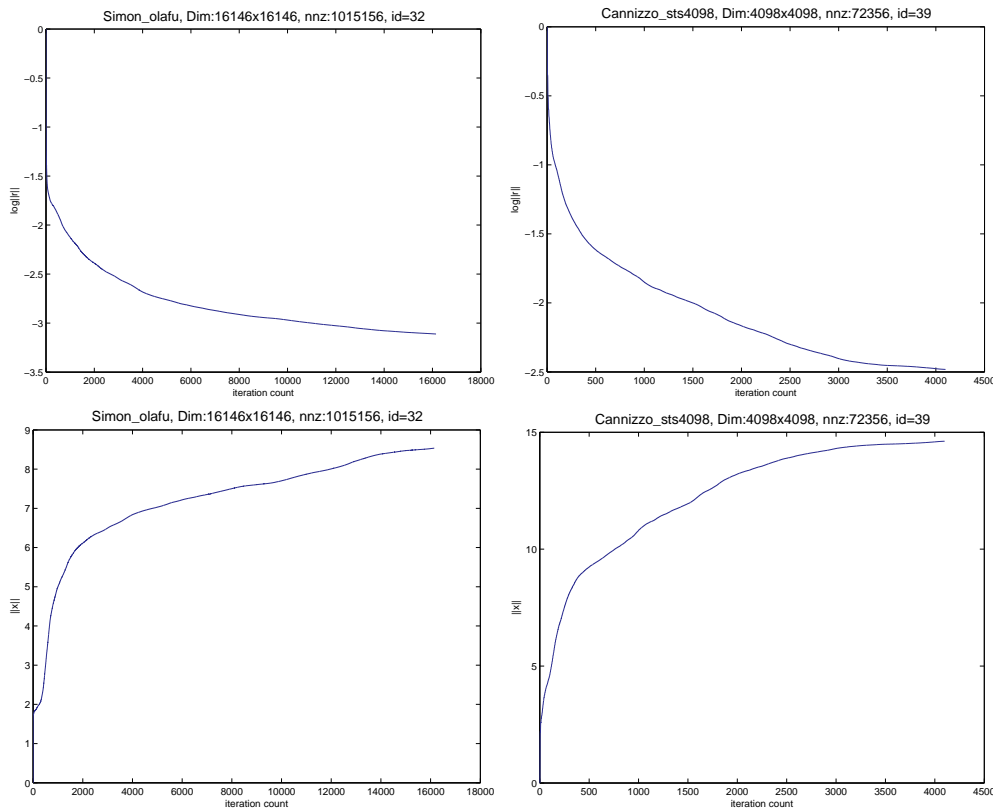 Simon_olafu, Dim:16146x16146, nnz:1015156, id=32
0
−0.5
−1
−1.5
−2
−2.5
−3
−3.5
log||r||
0 2000 4000 6000 8000 10000 12000 14000 16000 18000
iteration count
Cannizzo_sts4098, Dim:4098x4098, nnz:72356, id=39
0
−0.5
−1
−1.5
−2
−2.5
log||r||
0 500 1000 1500 2000 2500 3000 3500 4000 4500
iteration count
Simon_olafu, Dim:16146x16146, nnz:1015156, id=32
9
8
7
6
5
4
3
2
1
0
||x||
0 2000 4000 6000 8000 10000 12000 14000 16000 18000
iteration count
Cannizzo_sts4098, Dim:4098x4098, nnz:72356, id=39
15
10
5
0
||x||
0 500 1000 1500 2000 2500 3000 3500 4000 4500
iteration count